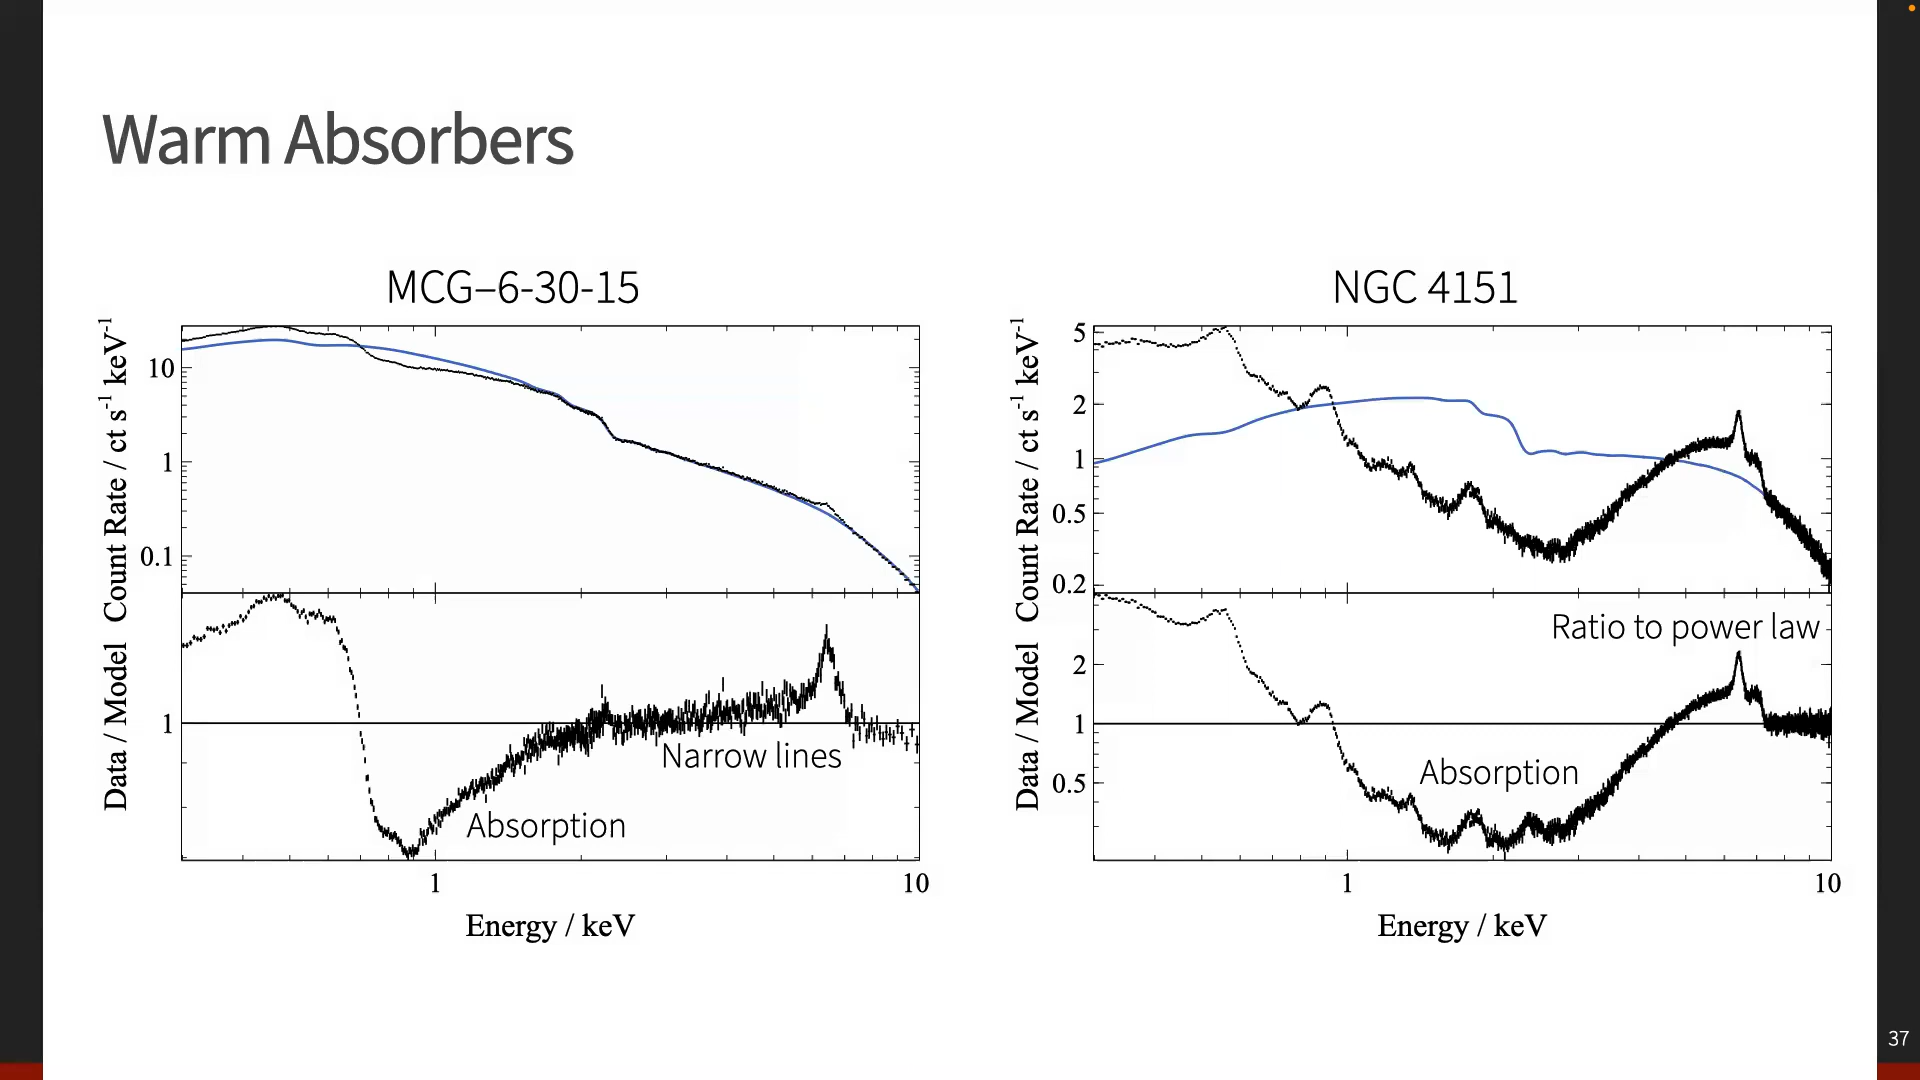 Warm Absorbers
MCG–6-30-15
Count Rate / ct s⁻¹ keV⁻¹
10
1
0.1
Data / Model
1
Narrow lines
Absorption
1
10
Energy / keV
NGC 4151
Count Rate / ct s⁻¹ keV⁻¹
5
2
1
0.5
0.2
Data / Model
Ratio to power law
2
1
0.5
Absorption
1
10
Energy / keV
37